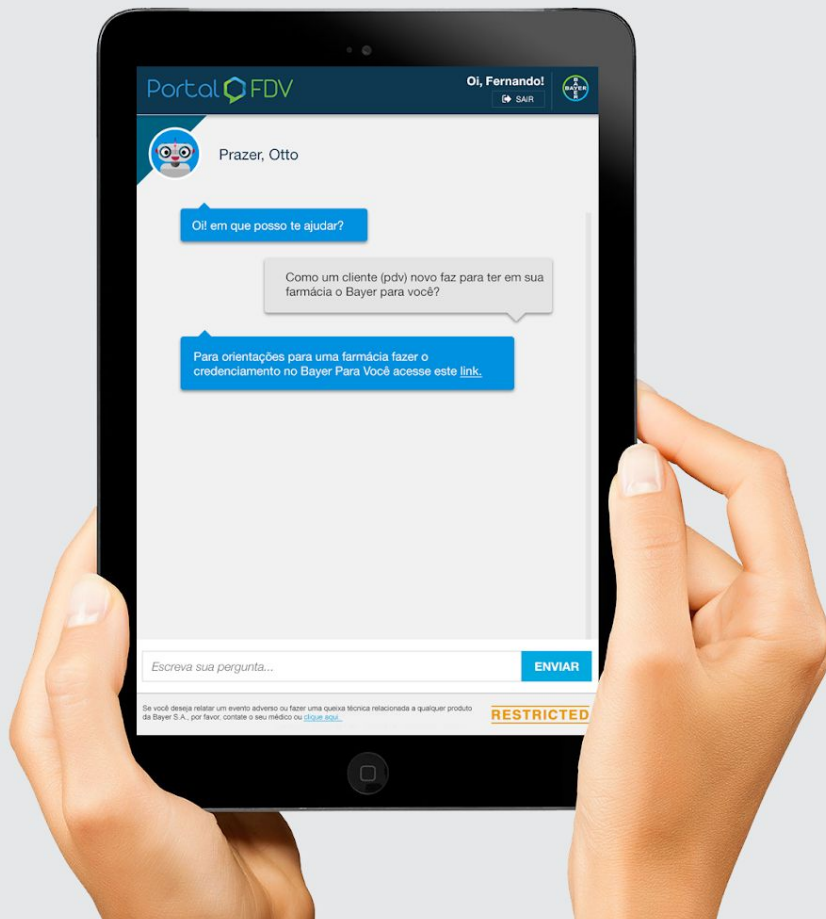 Portal FDV
Oi, Fernando!
SAIR
BAYER
BAYER
Prazer, Otto
Oi! em que posso te ajudar?
Como um cliente (pdv) novo faz para ter em sua
farmácia o Bayer para você?
Para orientações para uma farmácia fazer o
credenciamento no Bayer Para Você acesse este link.
Escreva sua pergunta...
ENVIAR
Se você deseja relatar um evento adverso ou fazer uma queixa técnica relacionada a qualquer produto
da Bayer S.A., por favor, contate o seu médico ou clique aqui.
RESTRICTED